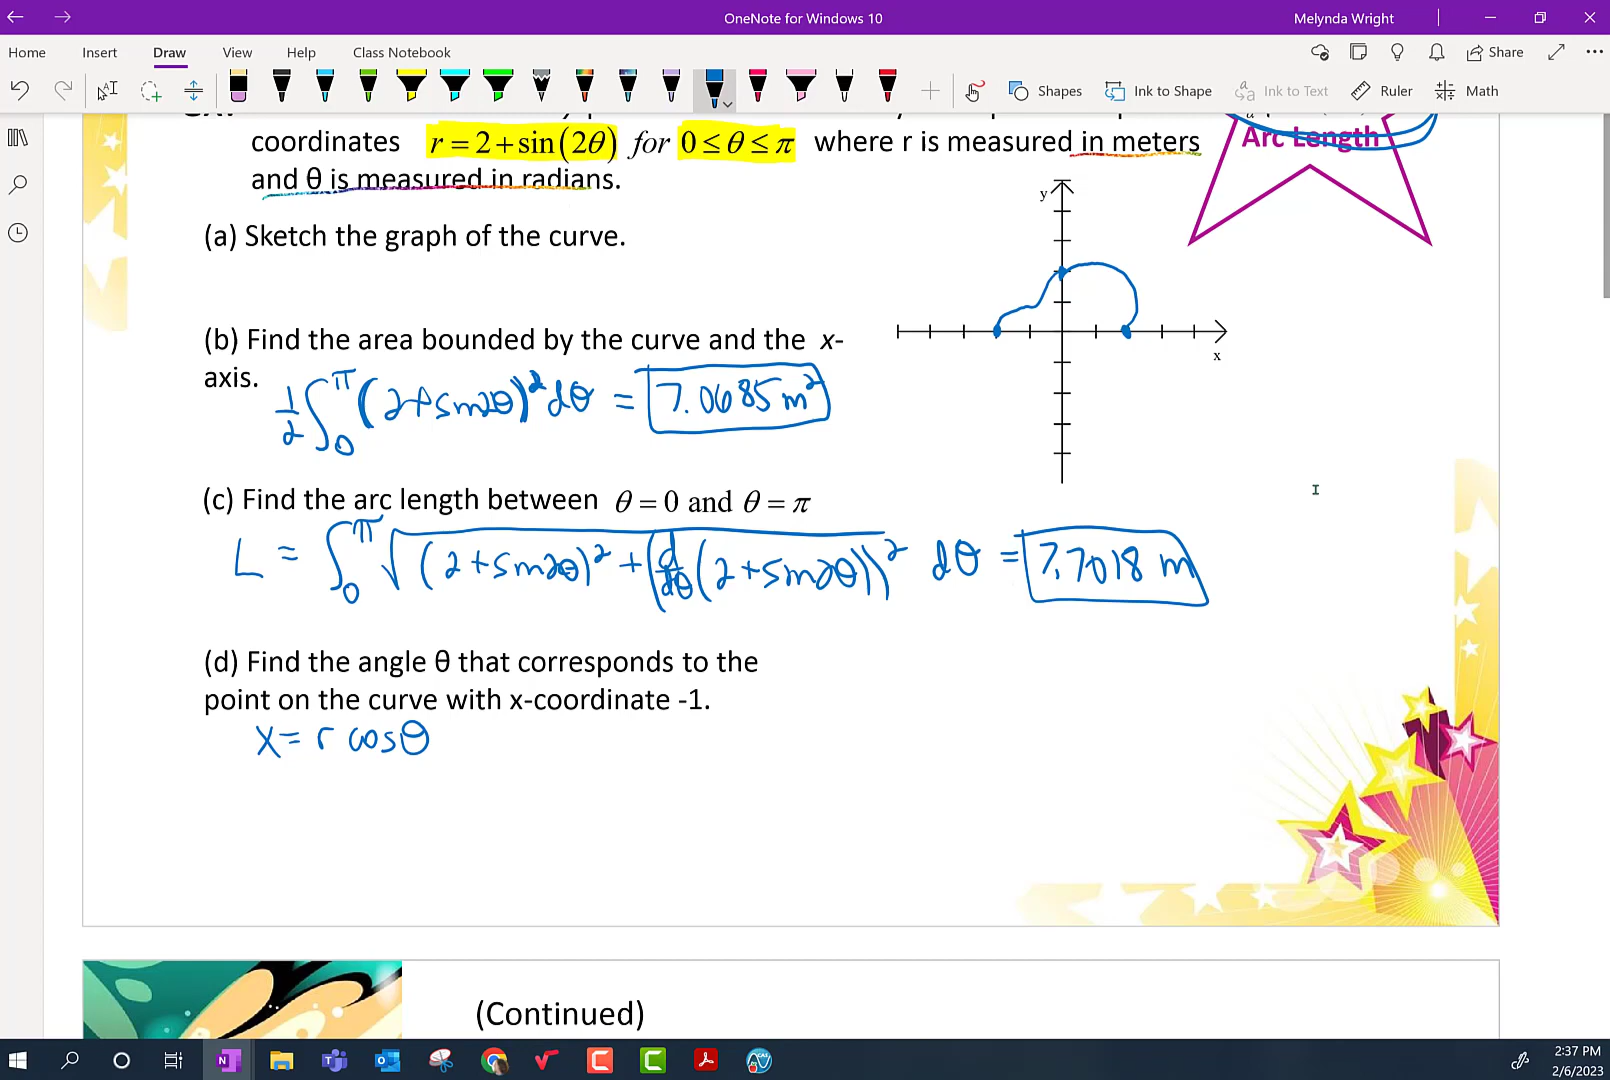 OneNote for Windows 10
Melynda Wright
Home Insert Draw View Help Class Notebook
Share
Shapes Ink to Shape Ink to Text Ruler Math
coordinates r = 2 + sin(2θ) for 0 ≤ θ ≤ π where r is measured in meters
and θ is measured in radians.
Arc Length
y
x
(a) Sketch the graph of the curve.
(b) Find the area bounded by the curve and the x-
axis.
1/2 ∫₀^π (2+sin2θ)² dθ = 7.0685 m²
(c) Find the arc length between θ = 0 and θ = π
L = ∫₀^π √((2+sin2θ)² + (d/dθ(2+sin2θ))²) dθ = 7.7018 m
(d) Find the angle θ that corresponds to the
point on the curve with x-coordinate -1.
x = r cosθ
(Continued)
2:37 PM
2/6/2023